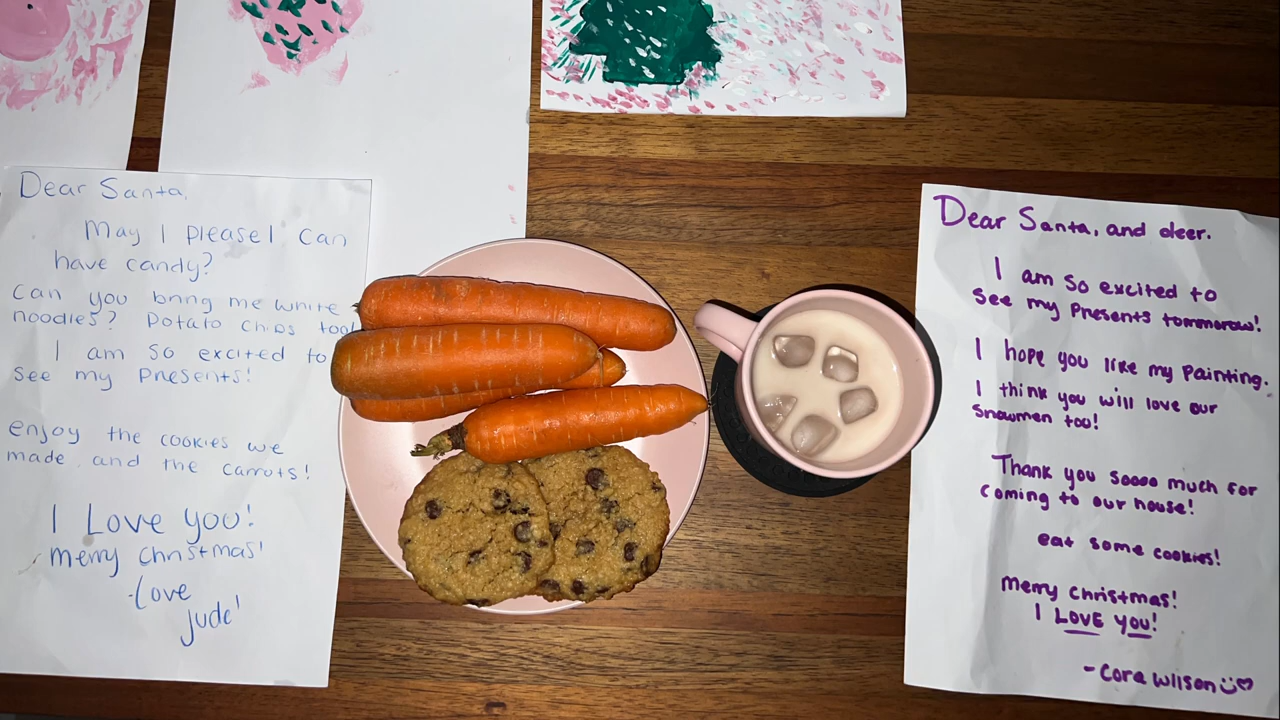 Dear Santa,
May I pleaseI can
have candy?
can you bring me white
noodles? Potato chips too!
I am so excited to
see my presents!
enjoy the cookies we
made and the carrots!
I Love you!
merry christmas!
-Love
Jude!
Dear Santa, and deer.
I am so excited to
see my presents tommorow!
I hope you like my painting.
I think you will love our
snowmen too!
Thank you soooo much for
coming to our house!
eat some cookies!
merry christmas!
I LOVE you!
-Cora Wilson